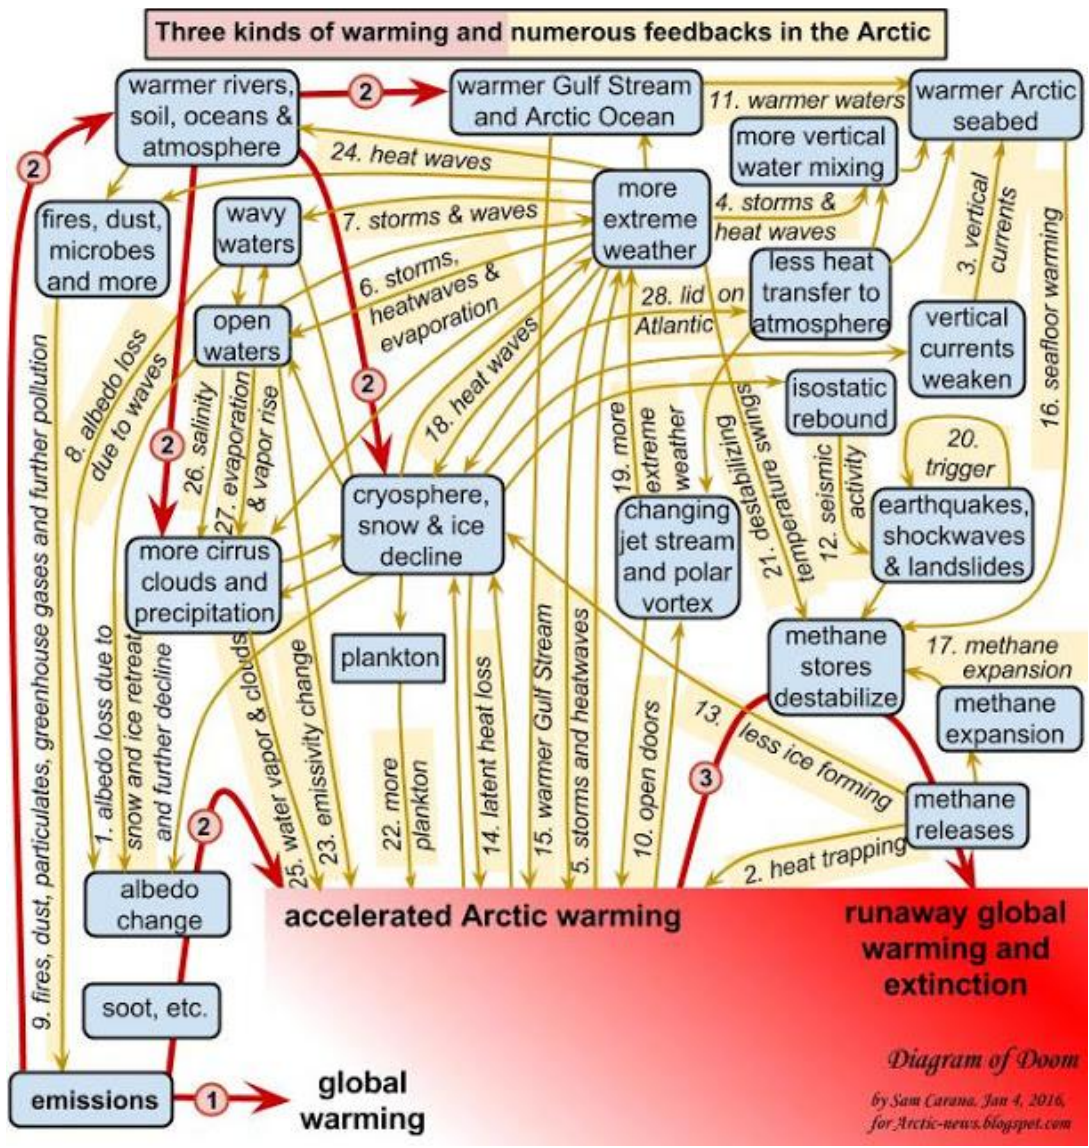 Three kinds of warming and numerous feedbacks in the Arctic
warmer rivers,
soil, oceans &
atmosphere
2
warmer Gulf Stream
and Arctic Ocean
11. warmer waters
warmer Arctic
seabed
2
24. heat waves
more vertical
water mixing
fires, dust,
microbes
and more
wavy
waters
7. storms & waves
more
extreme
weather
4. storms &
heat waves
3. vertical
currents
16. seafloor warming
6. storms,
heatwaves &
evaporation
28. lid on
Atlantic
less heat
transfer to
atmosphere
open
waters
vertical
currents
weaken
8. albedo loss
due to waves
2
2
26. salinity
27. evaporation
& vapor rise
18. heat waves
19. more
extreme
weather
21. destabilizing
temperature swings
isostatic
rebound
12. seismic
activity
20.
trigger
cryosphere,
snow & ice
decline
changing
jet stream
and polar
vortex
earthquakes,
shockwaves
& landslides
more cirrus
clouds and
precipitation
plankton
methane
stores
destabilize
17. methane
expansion
methane
expansion
9. fires, dust, particulates, greenhouse gases and further pollution
1. albedo loss due to
snow and ice retreat
and further decline
25. water vapor & clouds
23. emissivity change
22. more
plankton
14. latent heat loss
15. warmer Gulf Stream
5. storms and heatwaves
10. open doors
3
13. less ice forming
methane
releases
2. heat trapping
2
albedo
change
accelerated Arctic warming
runaway global
warming and
extinction
soot, etc.
emissions
1
global
warming
Diagram of Doom
by Sam Carana, Jan 4, 2016,
for Arctic-news.blogspot.com